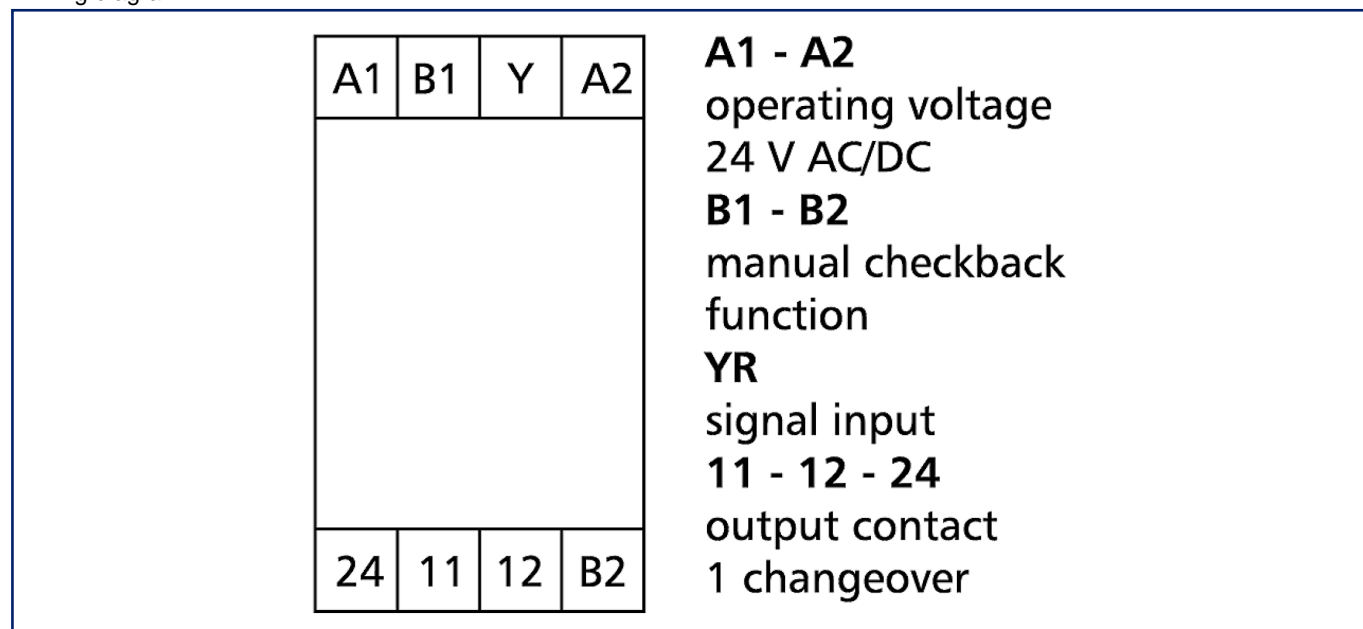 A1 B1 Y A2
24 11 12 B2
A1 - A2
operating voltage
24 V AC/DC
B1 - B2
manual checkback
function
YR
signal input
11 - 12 - 24
output contact
1 changeover